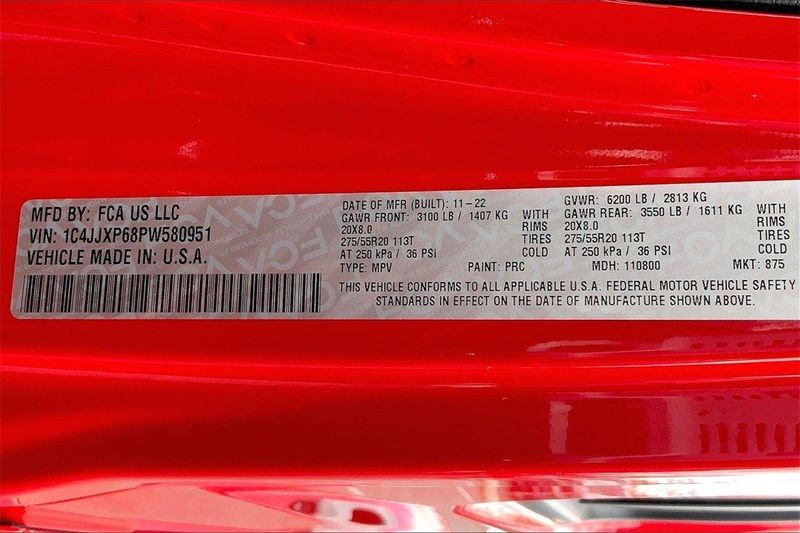 MFD BY: FCA US LLC
VIN: 1C4JJXP68PW580951
VEHICLE MADE IN: U.S.A.
DATE OF MFR (BUILT): 11-22
GAWR FRONT: 3100 LB / 1407 KG WITH
20X8.0 RIMS
275/55R20 113T TIRES
AT 250 kPa / 36 PSI COLD
GVWR: 6200 LB / 2813 KG
GAWR REAR: 3550 LB / 1611 KG WITH
20X8.0 RIMS
275/55R20 113T TIRES
AT 250 kPa / 36 PSI COLD
TYPE: MPV PAINT: PRC MDH: 110800 MKT: 875
THIS VEHICLE CONFORMS TO ALL APPLICABLE U.S.A. FEDERAL MOTOR VEHICLE SAFETY
STANDARDS IN EFFECT ON THE DATE OF MANUFACTURE SHOWN ABOVE.